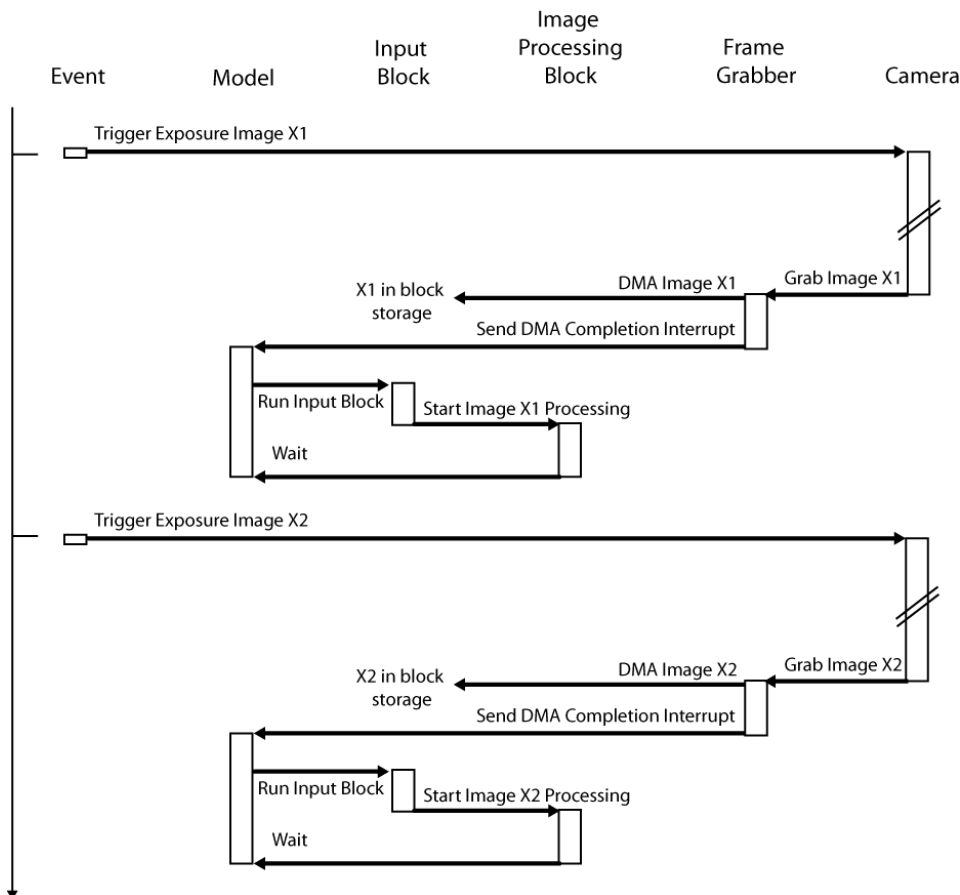 Event
Model
Input
Block
Image
Processing
Block
Frame
Grabber
Camera
Trigger Exposure Image X1
Grab Image X1
DMA Image X1
X1 in block
storage
Send DMA Completion Interrupt
Run Input Block
Start Image X1 Processing
Wait
Trigger Exposure Image X2
Grab Image X2
DMA Image X2
X2 in block
storage
Send DMA Completion Interrupt
Run Input Block
Start Image X2 Processing
Wait